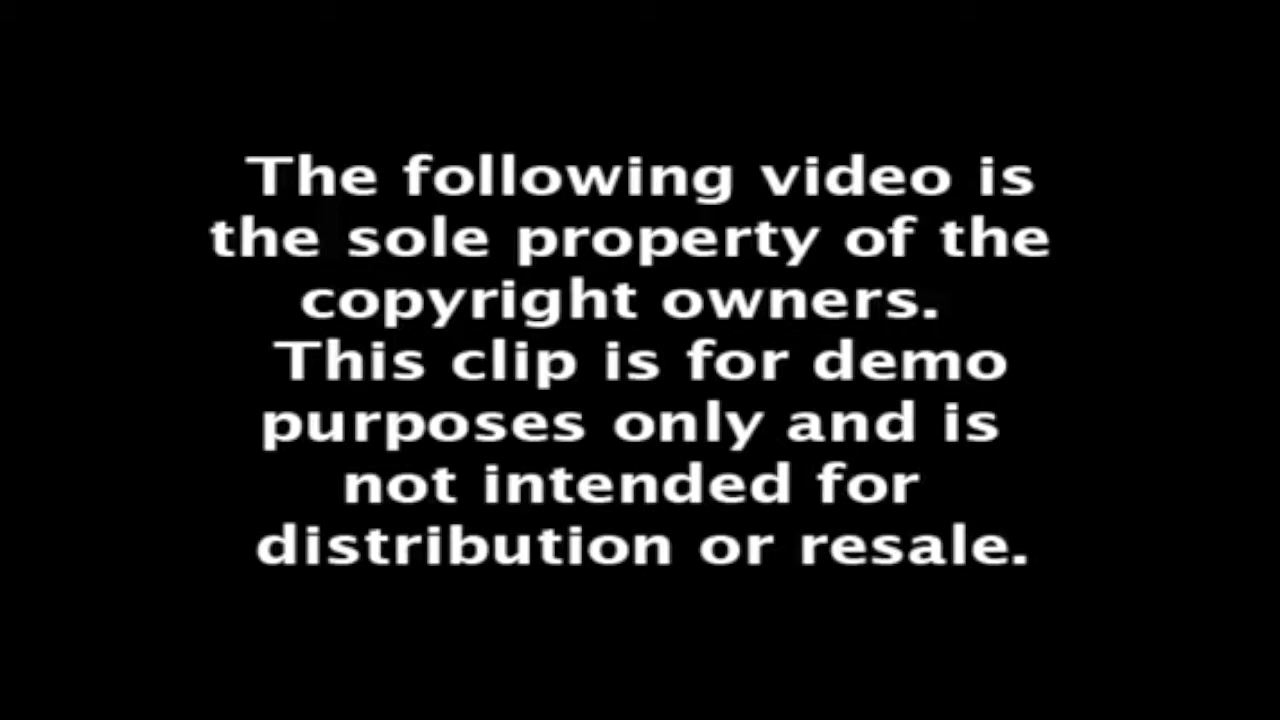 The following video is
the sole property of the
copyright owners.
This clip is for demo
purposes only and is
not intended for
distribution or resale.